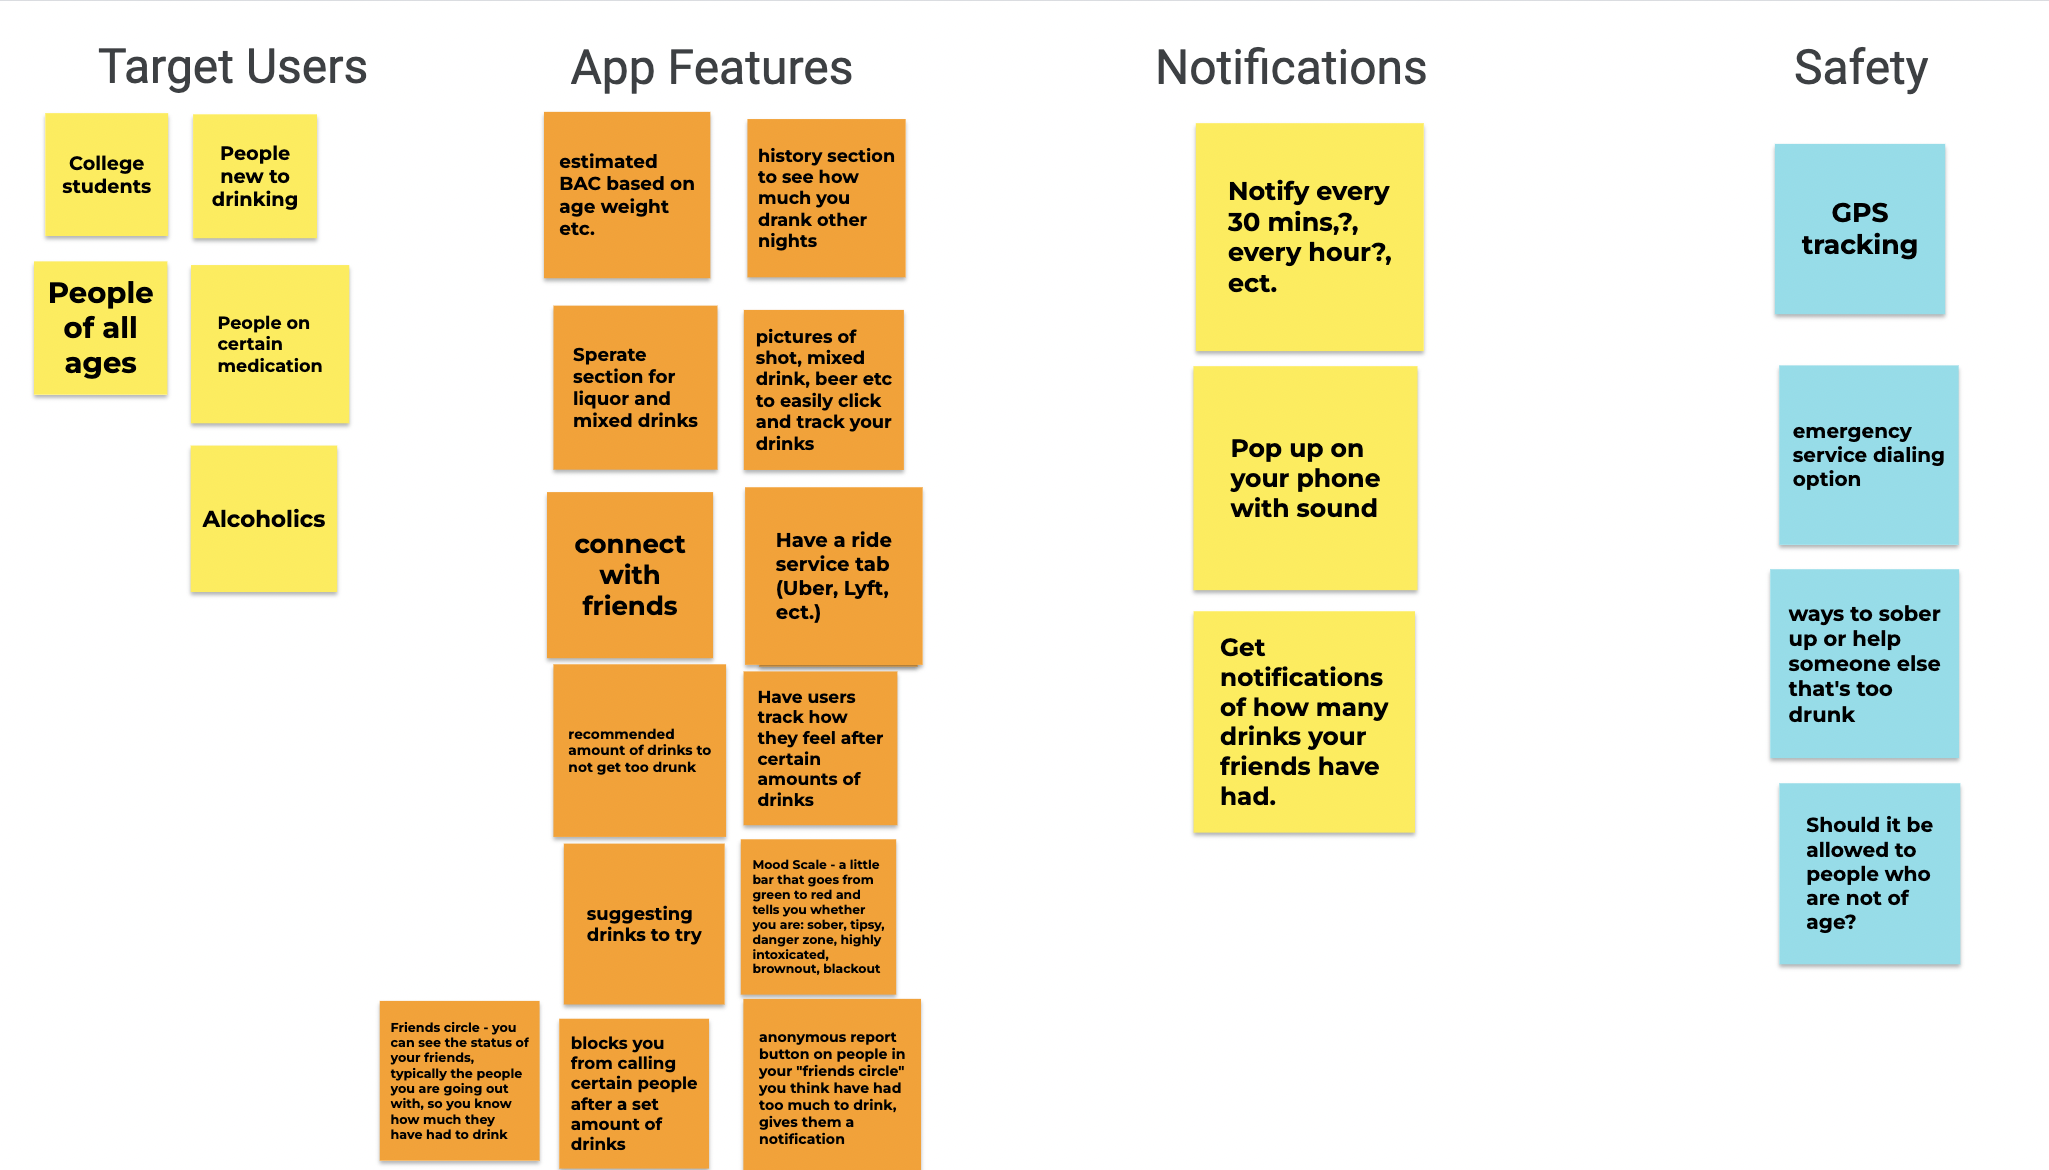 Target Users
College
students
People
new to
drinking
People
of all
ages
People on
certain
medication
Alcoholics
App Features
estimated
BAC based on
age weight
etc.
history section
to see how
much you
drank other
nights
Sperate
section for
liquor and
mixed drinks
pictures of
shot, mixed
drink, beer etc
to easily click
and track your
drinks
connect
with
friends
Have a ride
service tab
(Uber, Lyft,
ect.)
recommended
amount of drinks to
not get too drunk
Have users
track how
they feel after
certain
amounts of
drinks
suggesting
drinks to try
Mood Scale - a little
bar that goes from
green to red and
tells you whether
you are: sober, tipsy,
danger zone, highly
intoxicated,
brownout, blackout
Friends circle - you
can see the status of
your friends,
typically the people
you are going out
with, so you know
how much they
have had to drink
blocks you
from calling
certain people
after a set
amount of
drinks
anonymous report
button on people in
your "friends circle"
you think have had
too much to drink,
gives them a
notification
Notifications
Notify every
30 mins,?,
every hour?,
ect.
Pop up on
your phone
with sound
Get
notifications
of how many
drinks your
friends have
had.
Safety
GPS
tracking
emergency
service dialing
option
ways to sober
up or help
someone else
that's too
drunk
Should it be
allowed to
people who
are not of
age?